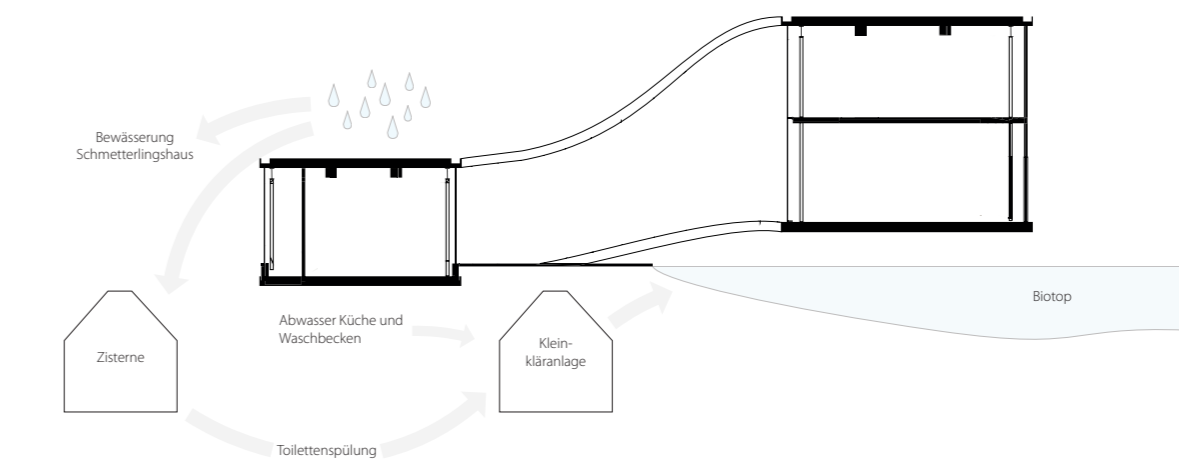 Bewässerung
Schmetterlingshaus
Biotop
Abwasser Küche und
Waschbecken
Zisterne
Klein-
kläranlage
Toilettenspülung